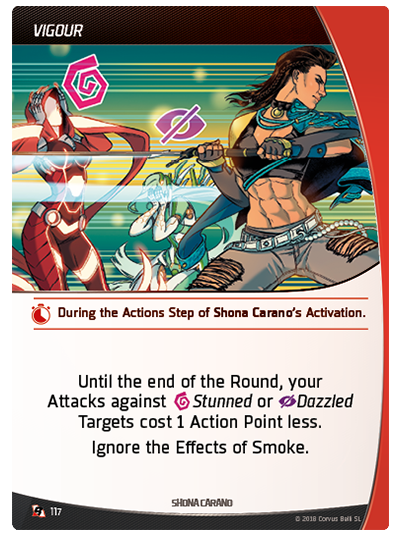 VIGOUR
During the Actions Step of Shona Carano's Activation.
Until the end of the Round, your
Attacks against Stunned or Dazzled
Targets cost 1 Action Point less.
Ignore the Effects of Smoke.
117
SHONA CARANO
© 2018 Corvus Belli SL